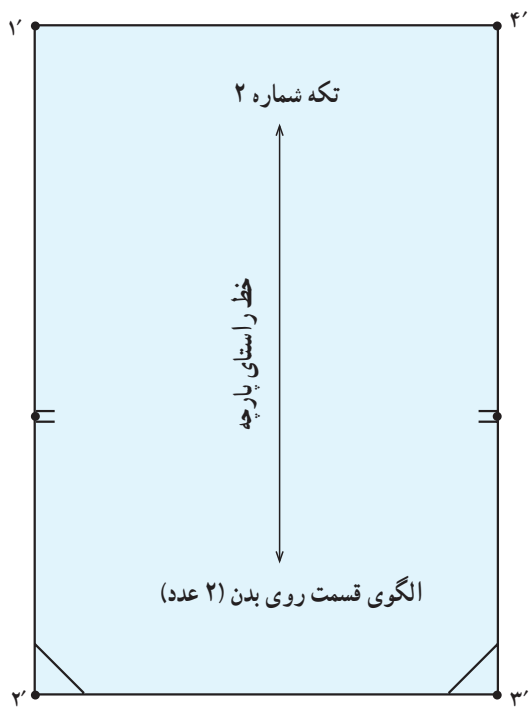 ۱′
۴′
تکه شماره ۲
خط راستای پارچه
الگوی قسمت روی بدن (۲ عدد)
۲′
۳′